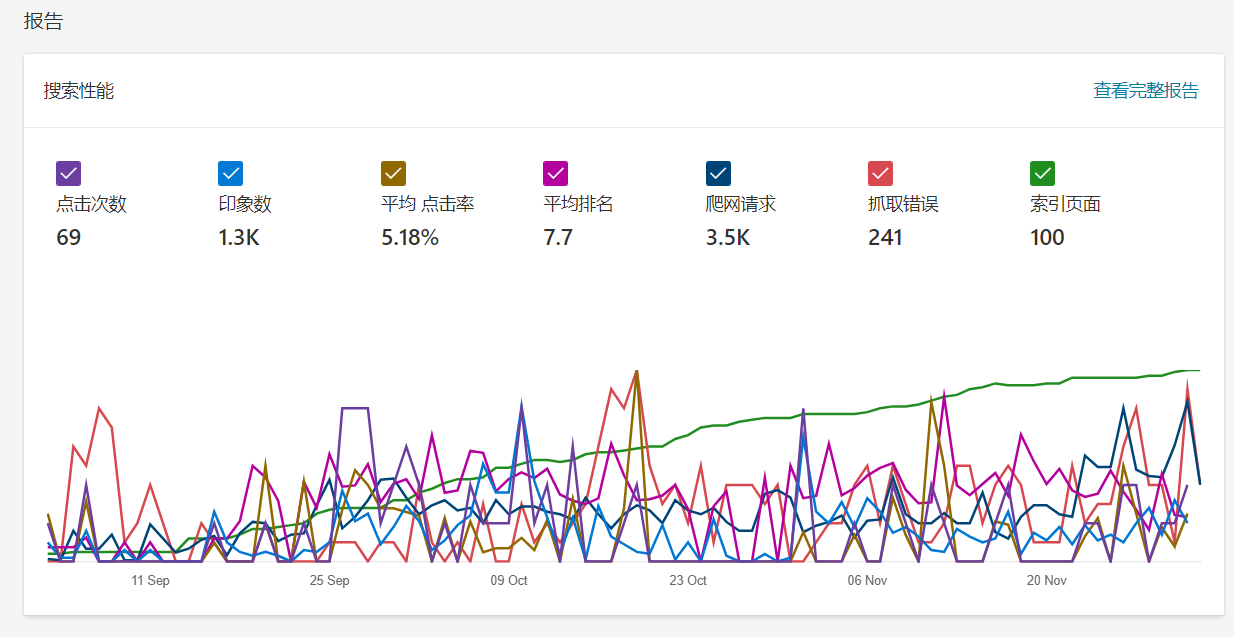 报告
搜索性能 查看完整报告
点击次数 印象数 平均 点击率 平均排名 爬网请求 抓取错误 索引页面
69 1.3K 5.18% 7.7 3.5K 241 100
11 Sep 25 Sep 09 Oct 23 Oct 06 Nov 20 Nov